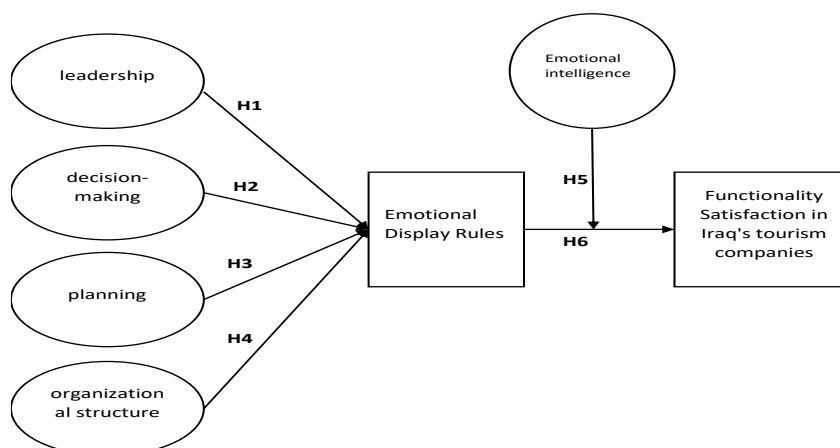 leadership
H1
decision-
making
H2
planning
H3
organization
al structure
H4
Emotional
Display Rules
Emotional
intelligence
H5
H6
Functionality
Satisfaction in
Iraq's tourism
companies